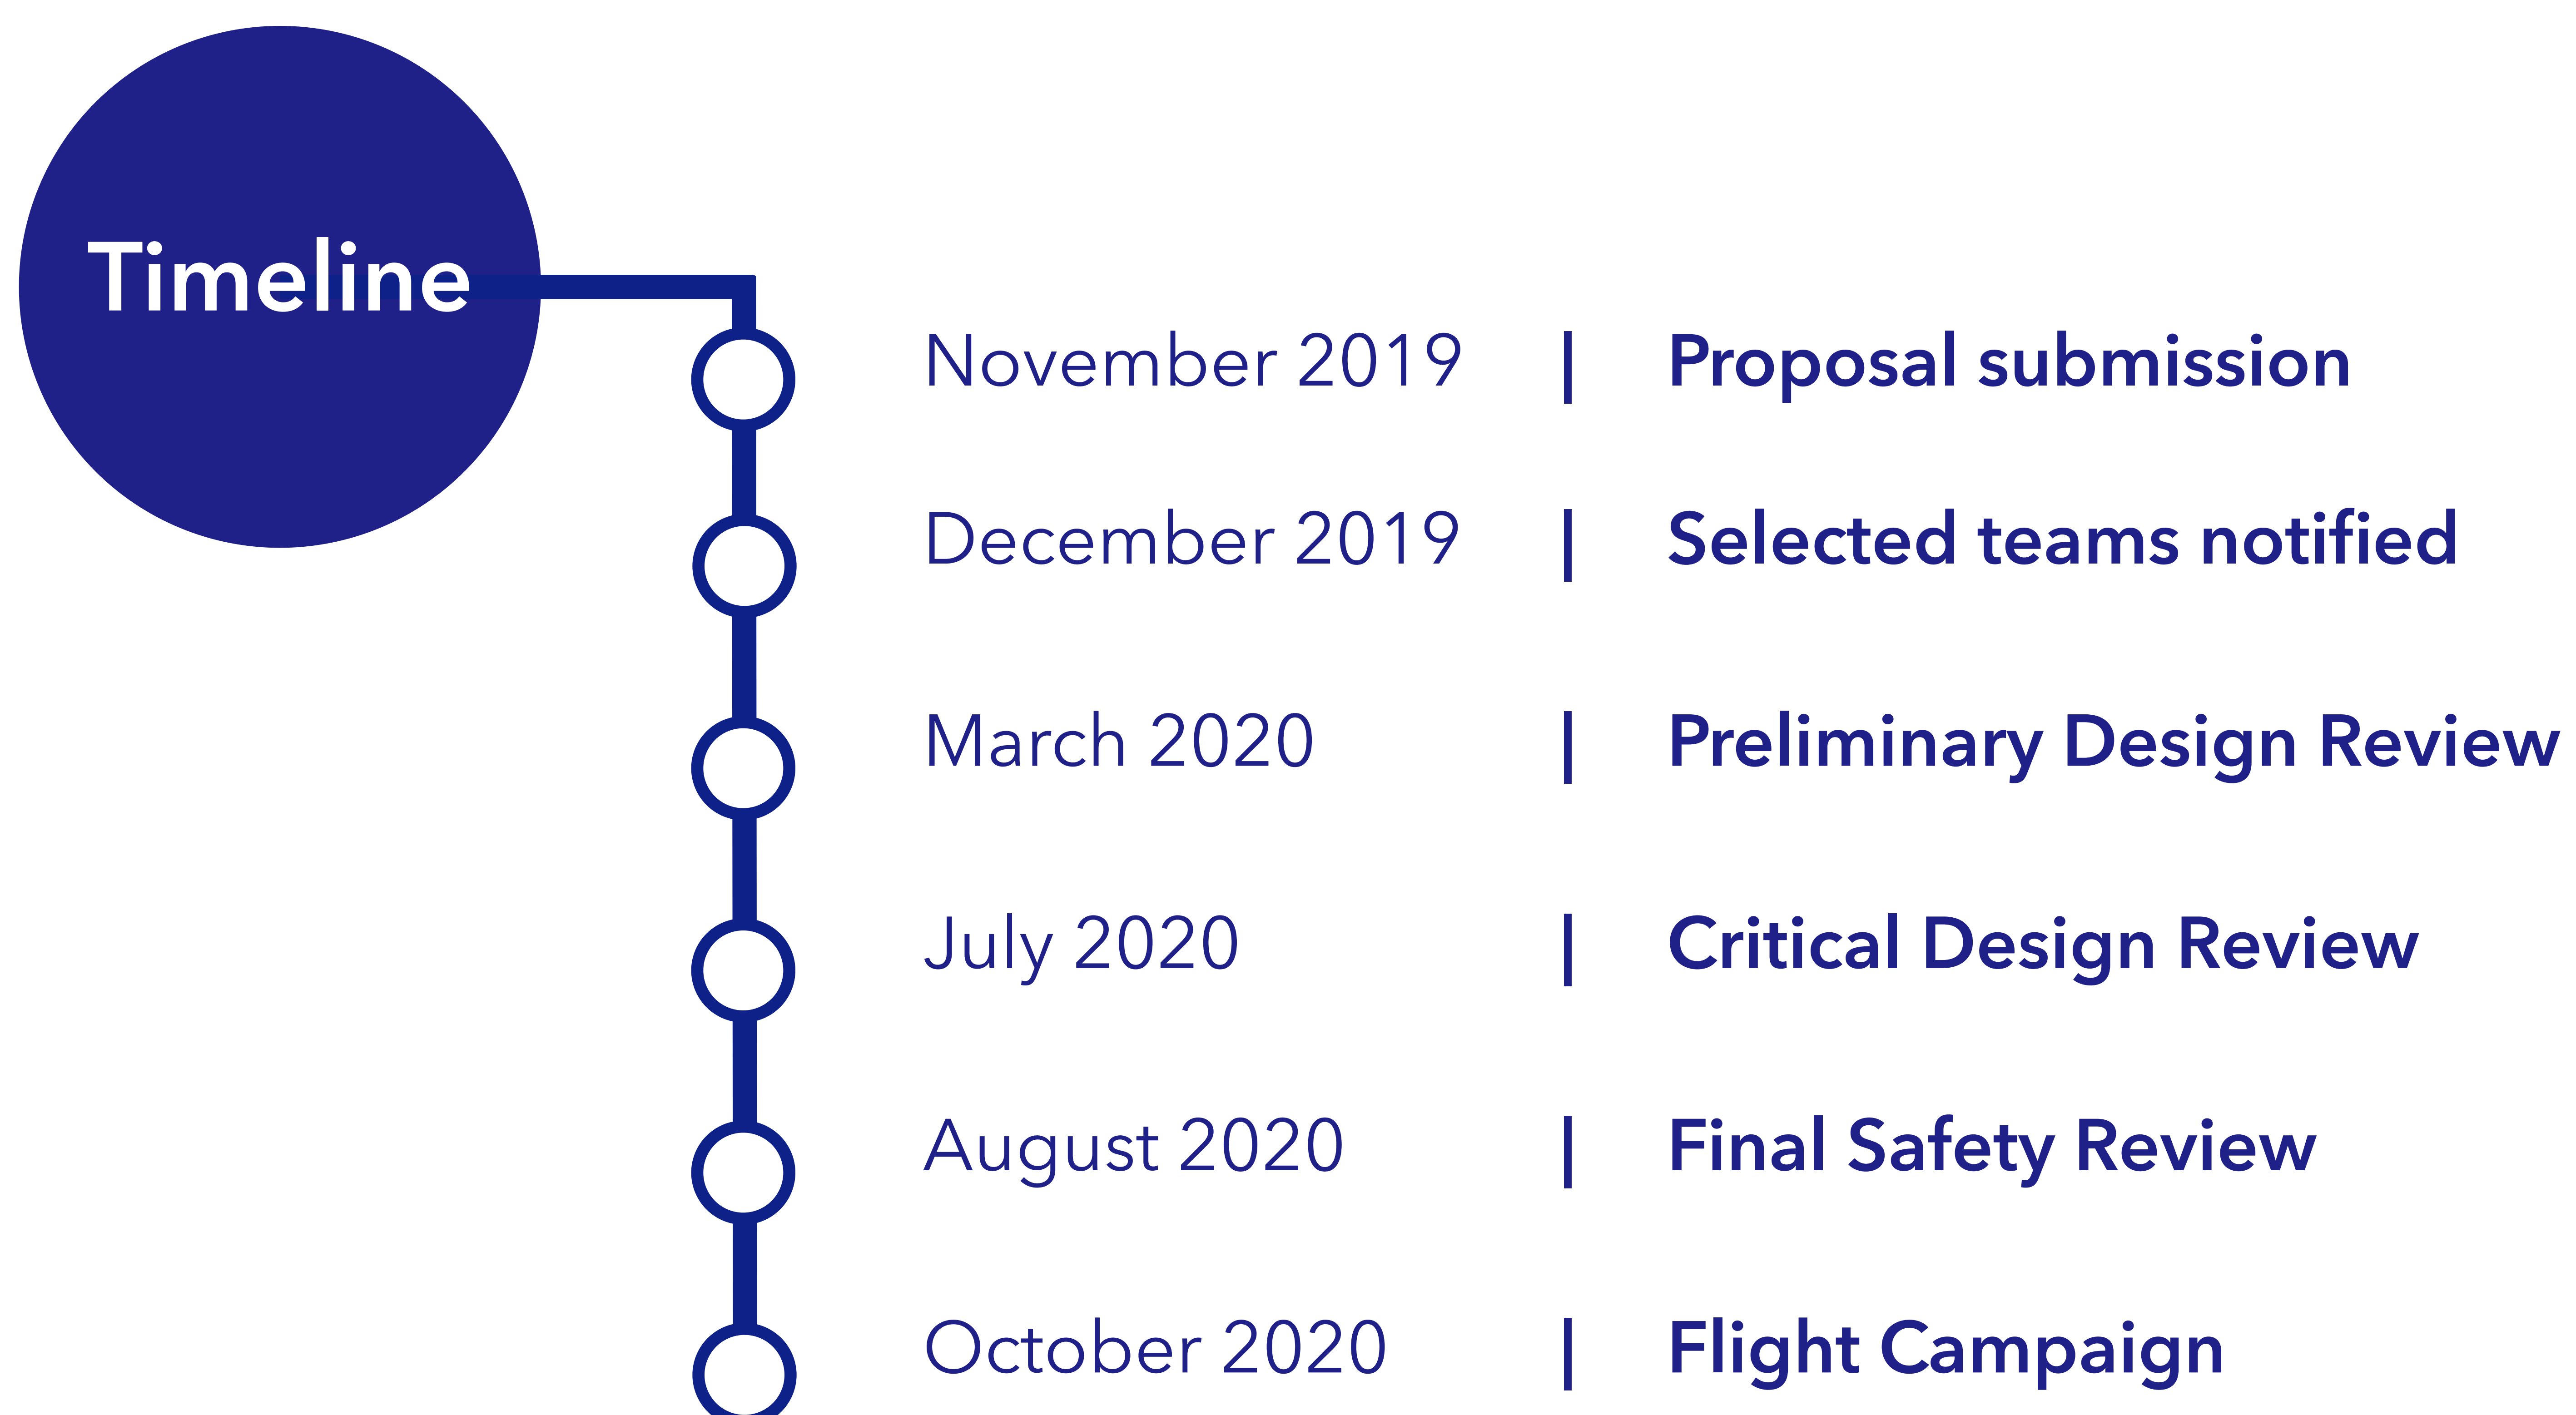 Timeline
November 2019 | Proposal submission
December 2019 | Selected teams notified
March 2020 | Preliminary Design Review
July 2020 | Critical Design Review
August 2020 | Final Safety Review
October 2020 | Flight Campaign